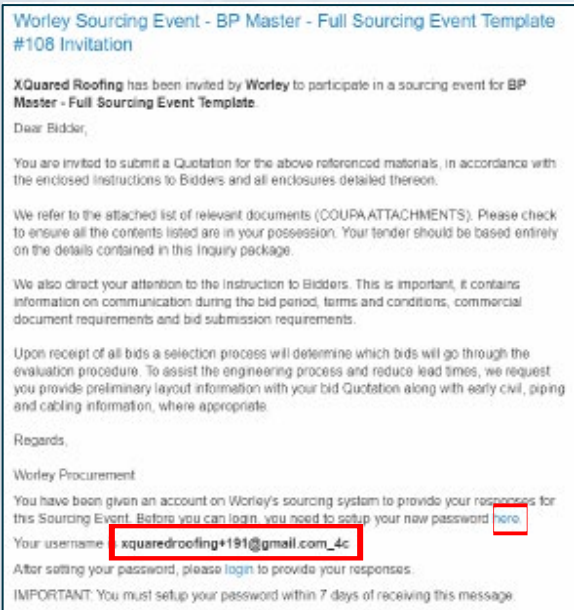 Worley Sourcing Event - BP Master - Full Sourcing Event Template
#108 Invitation
XQuared Roofing has been invited by Worley to participate in a sourcing event for BP
Master - Full Sourcing Event Template.
Dear Bidder,
You are invited to submit a Quotation for the above referenced materials, in accordance with
the enclosed Instructions to Bidders and all enclosures detailed thereon.
We refer to the attached list of relevant documents (COUPA ATTACHMENTS). Please check
to ensure all the contents listed are in your possession. Your tender should be based entirely
on the details contained in this Inquiry package.
We also direct your attention to the Instruction to Bidders. This is important, it contains
information on communication during the bid period, terms and conditions, commercial
document requirements and bid submission requirements.
Upon receipt of all bids a selection process will determine which bids will go through the
evaluation procedure. To assist the engineering process and reduce lead times, we request
you provide preliminary layout information with your bid Quotation along with early civil, piping
and cabling information, where appropriate.
Regards,
Worley Procurement
You have been given an account on Worley's sourcing system to provide your responses for
this Sourcing Event. Before you can login, you need to setup your new password here.
Your username is xquaredroofing+191@gmail.com_4c
After setting your password, please login to provide your responses.
IMPORTANT: You must setup your password within 7 days of receiving this message.